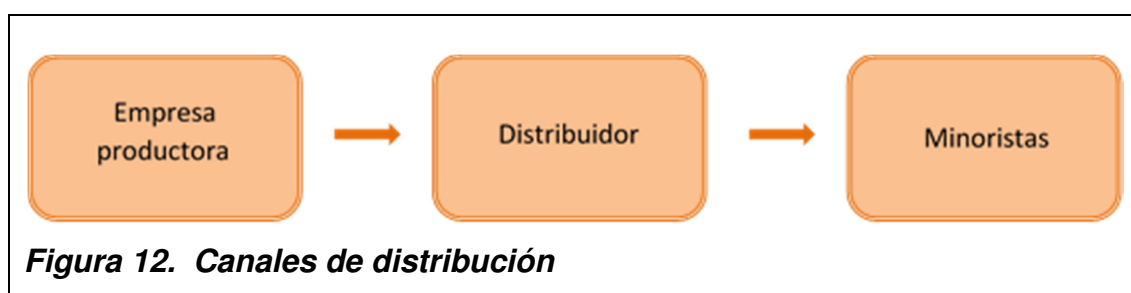 Empresa
productora
Distribuidor
Minoristas
Figura 12.  Canales de distribución